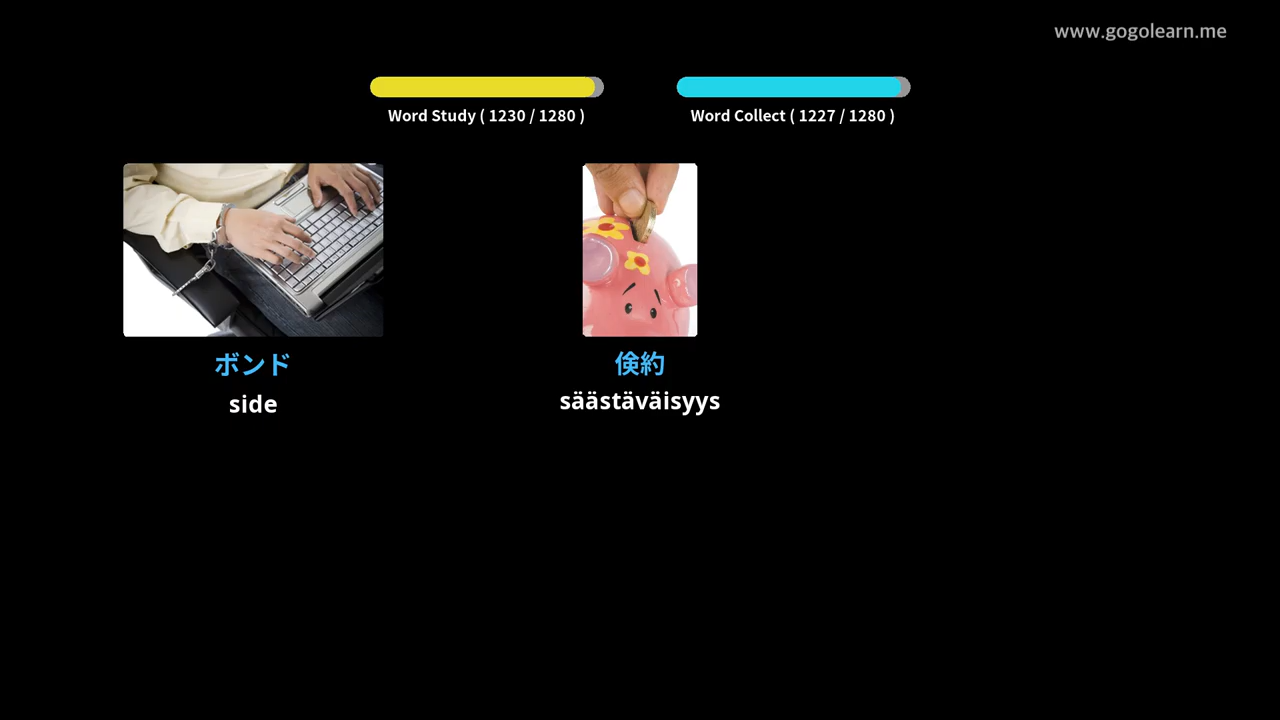 www.gogolearn.me
Word Study ( 1230 / 1280 )
Word Collect ( 1227 / 1280 )
ボンド
side
倹約
säästäväisyys